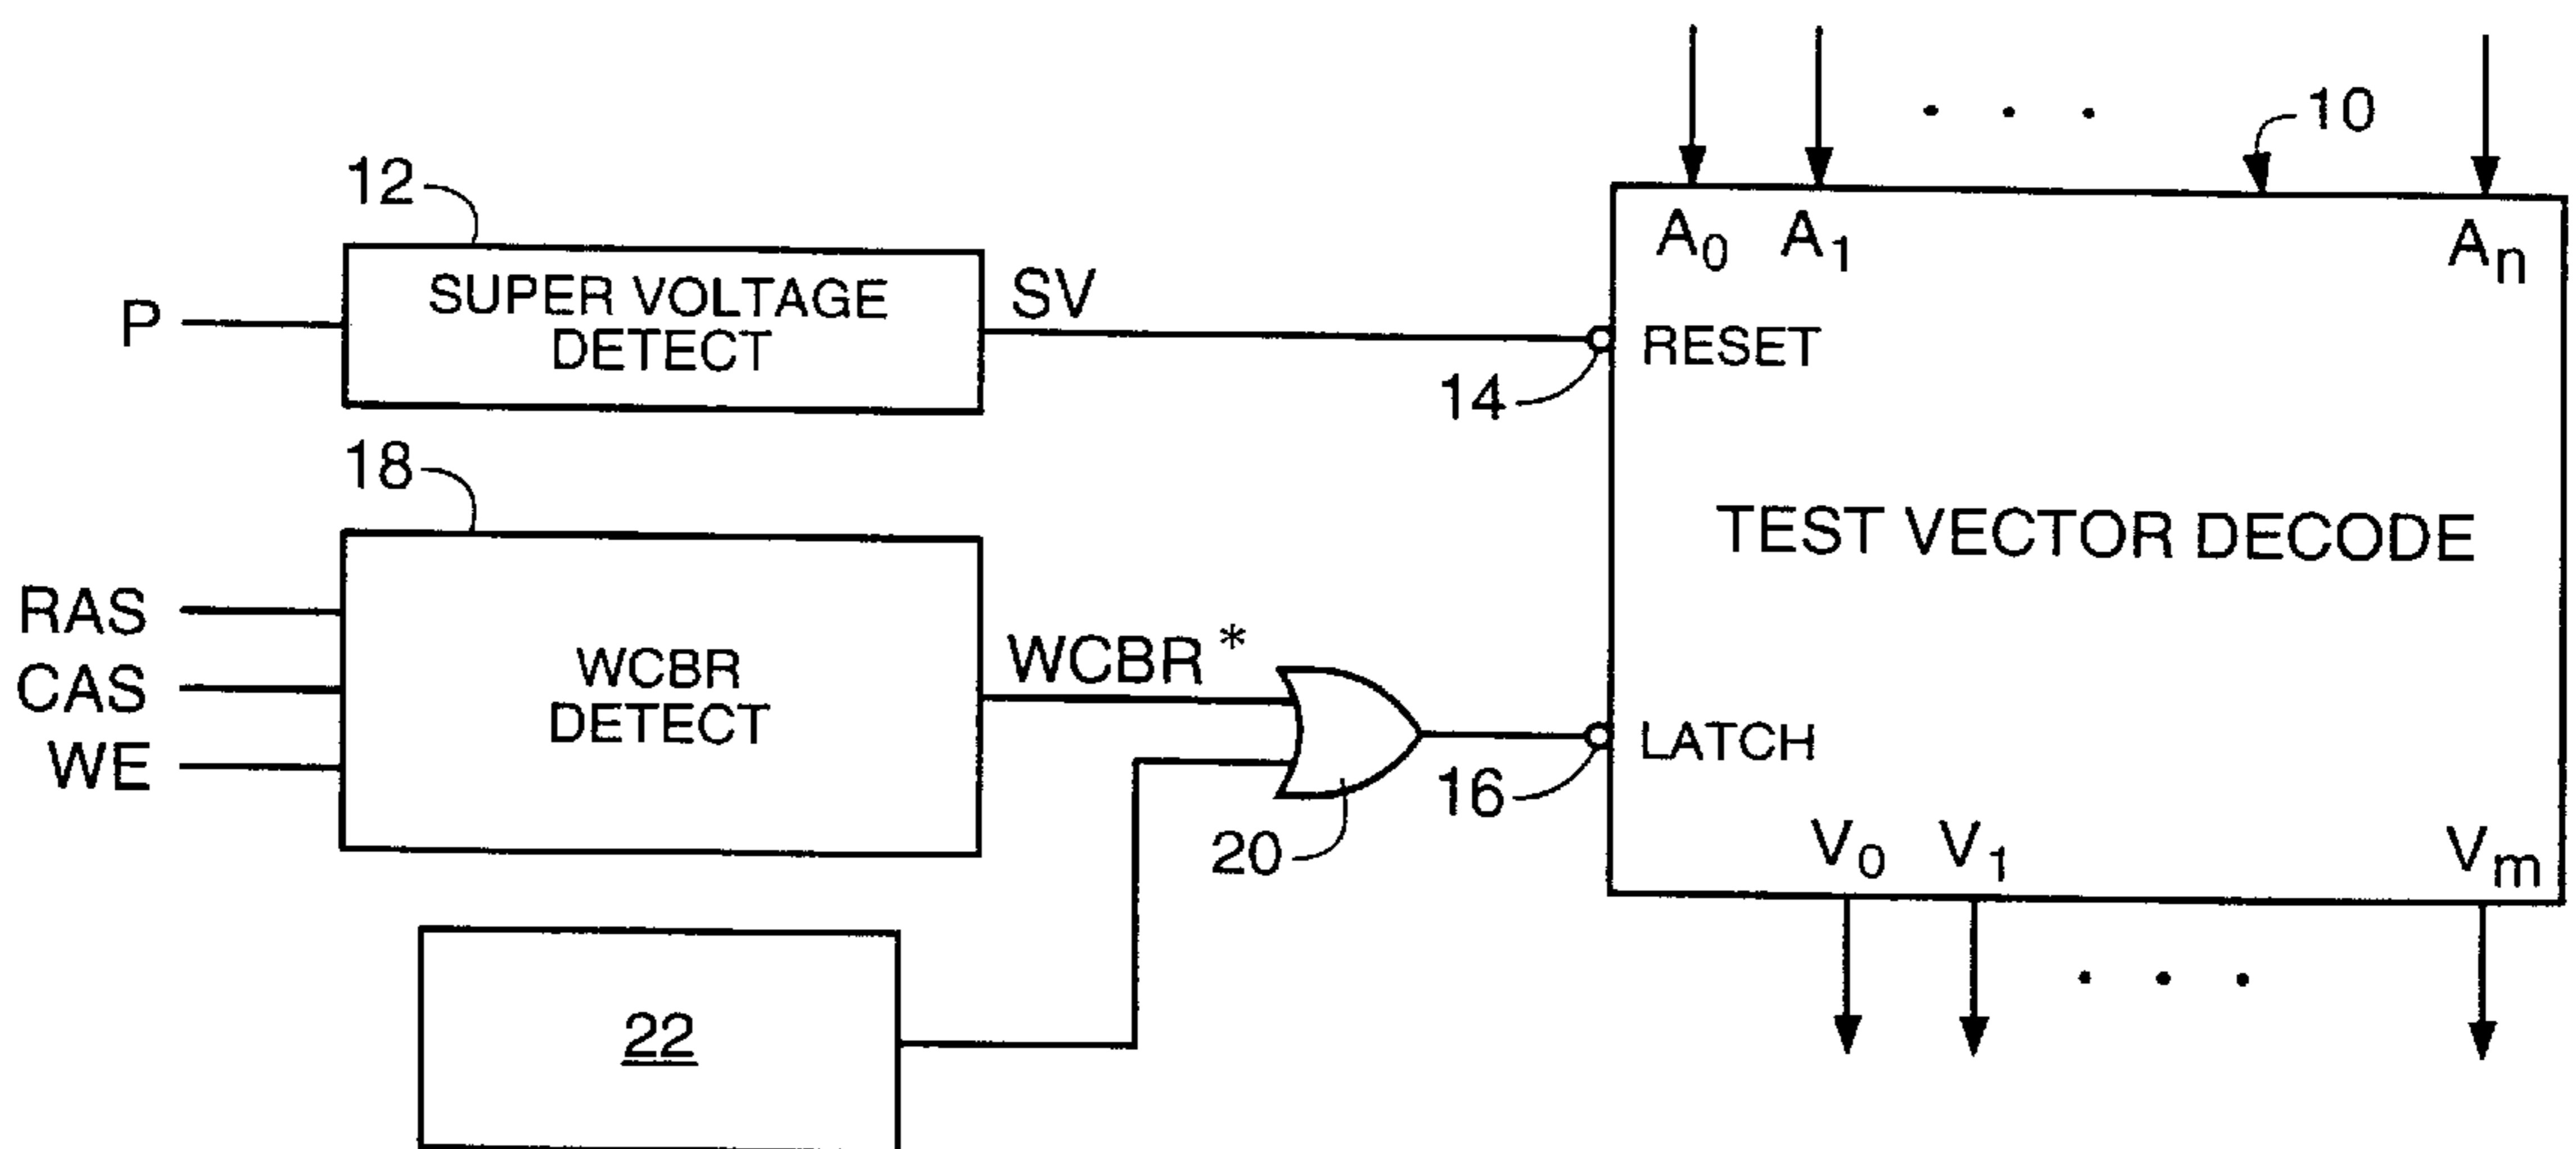 10
A0 A1 An
12
SUPER VOLTAGE
DETECT
P
SV
RESET
14
18
TEST VECTOR DECODE
RAS
CAS
WE
WCBR
DETECT
WCBR*
LATCH
16
20
V0 V1 Vm
22